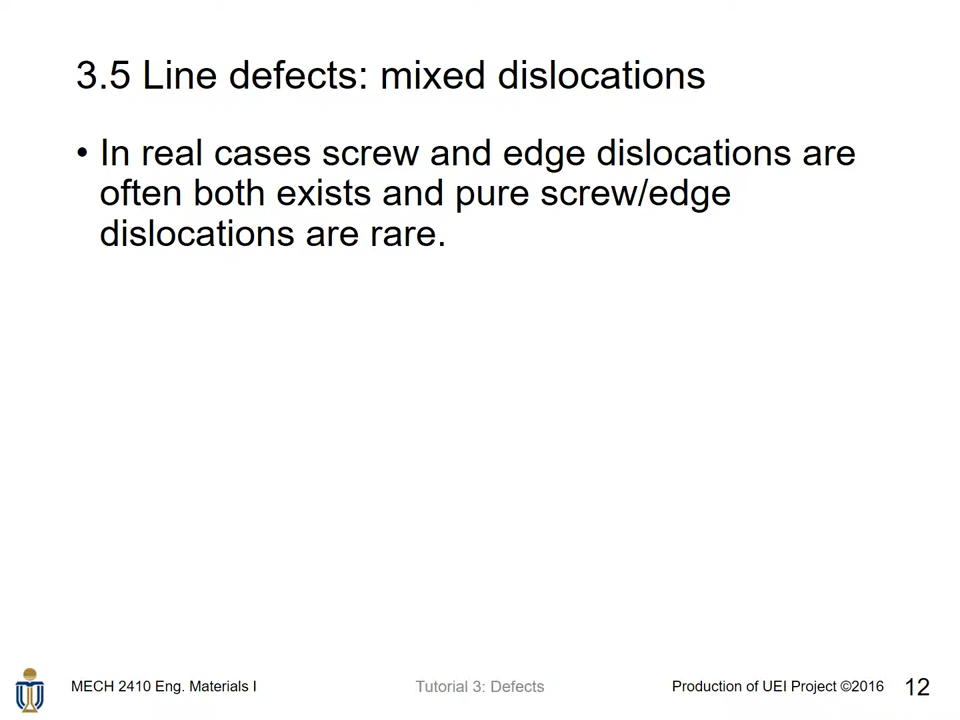 3.5 Line defects: mixed dislocations
• In real cases screw and edge dislocations are
often both exists and pure screw/edge
dislocations are rare.
MECH 2410 Eng. Materials I
Tutorial 3: Defects
Production of UEI Project ©2016
12